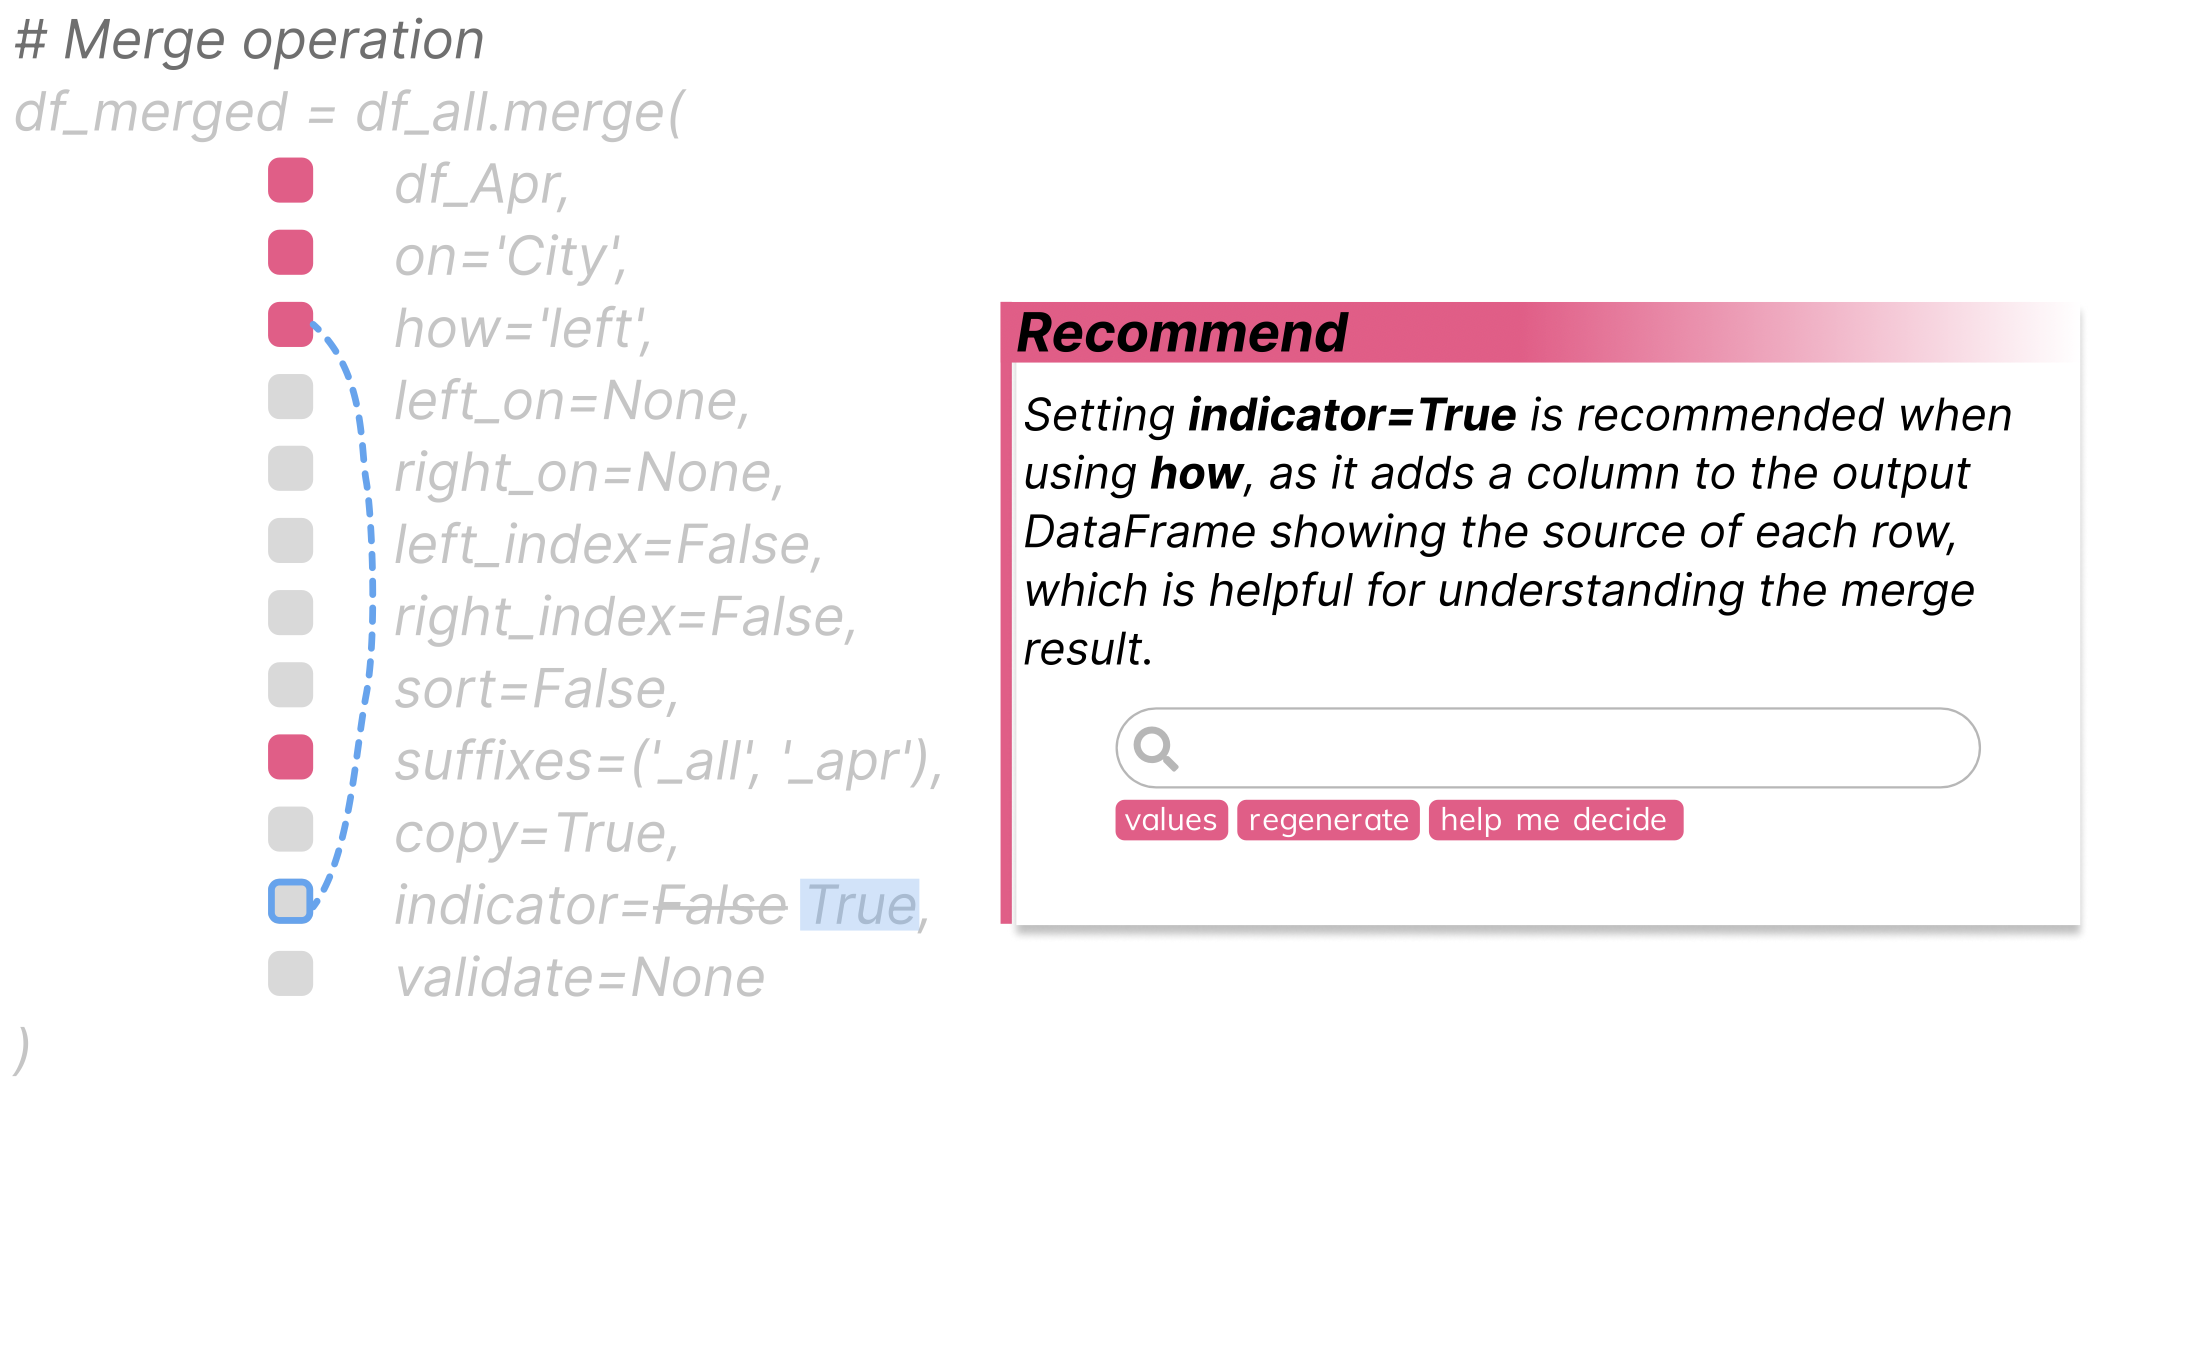 # Merge operation
df_merged = df_all.merge(
df_Apr,
on='City',
how='left',
left_on=None,
right_on=None,
left_index=False,
right_index=False,
sort=False,
suffixes=('_all', '_apr'),
copy=True,
indicator=False True,
validate=None
)
Recommend
Setting indicator=True is recommended when
using how, as it adds a column to the output
DataFrame showing the source of each row,
which is helpful for understanding the merge
result.
values regenerate help me decide